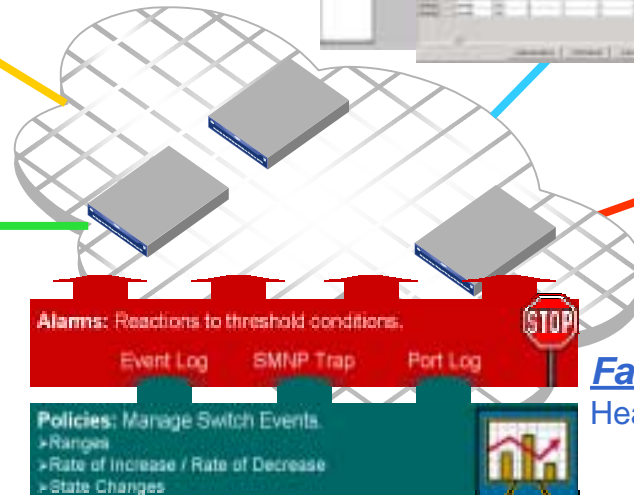 Alarms: Reactions to threshold conditions.
STOP
Event Log SMNP Trap Port Log
Policies: Manage Switch Events.
>Ranges
>Rate of Increase / Rate of Decrease
>State Changes